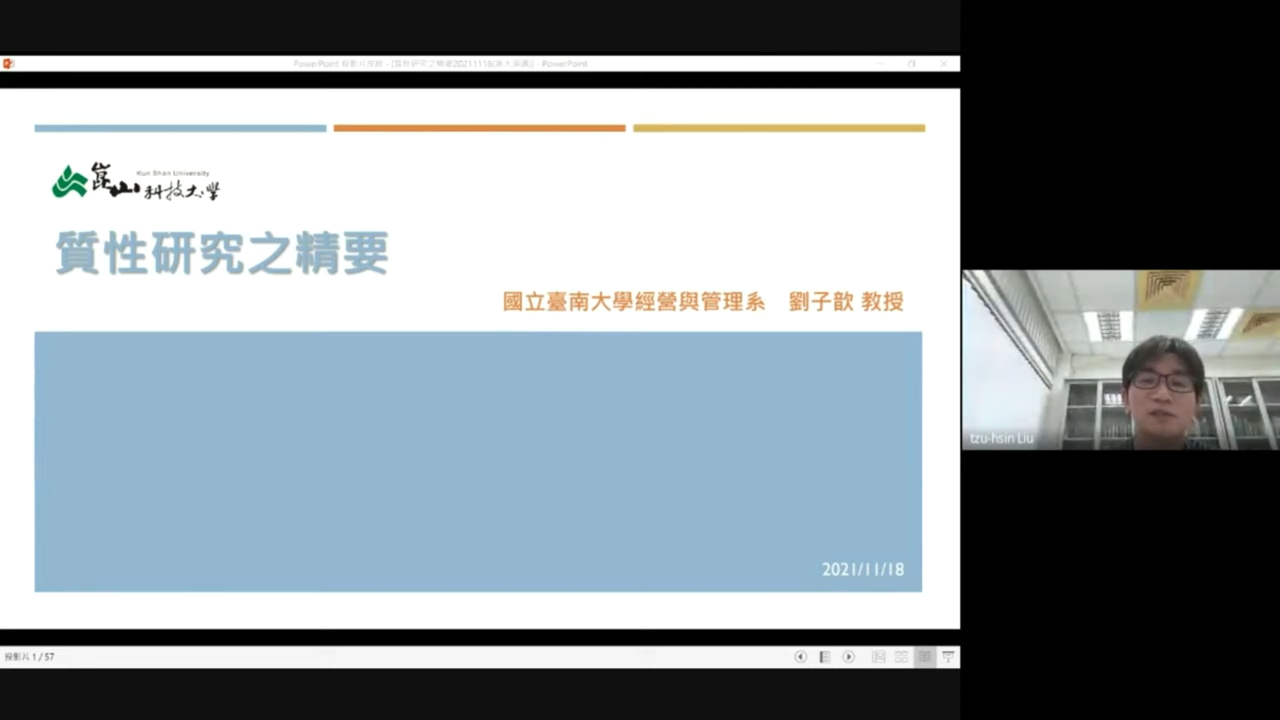 Kun Shan University
崑山科技大學
質性研究之精要
國立臺南大學經營與管理系 劉子歆 教授
2021/11/18
tzu-hsin Liu
投影片 1 / 57